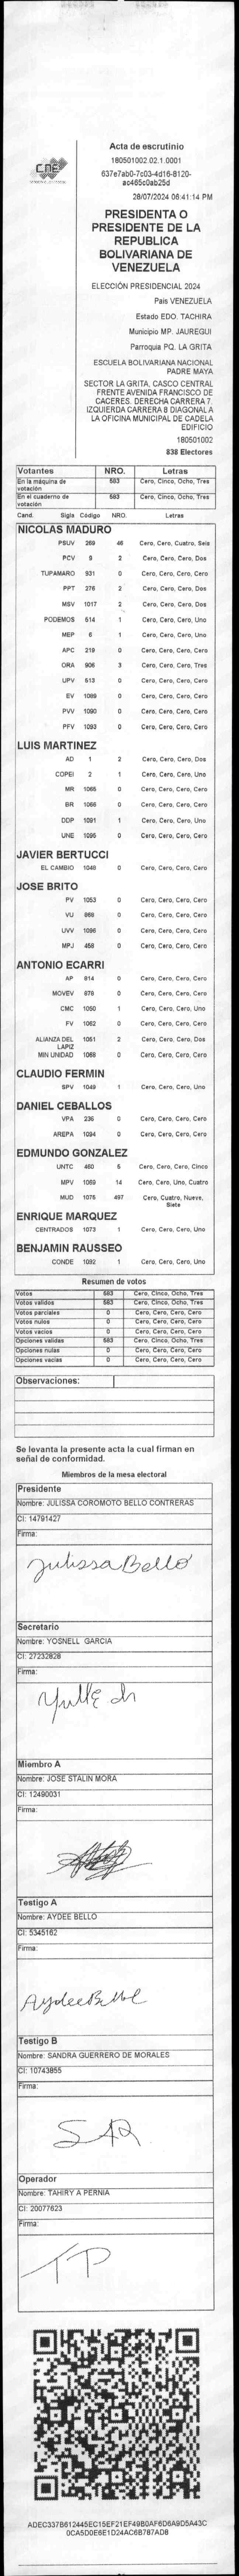 CNE
Acta de escrutinio
180501002.02.1.0001
637e7ab0-7c03-4d16-8120-
ac465c0ab25d
28/07/2024 06:41:14 PM
PRESIDENTA O
PRESIDENTE DE LA
REPUBLICA
BOLIVARIANA DE
VENEZUELA
ELECCIÓN PRESIDENCIAL 2024
País VENEZUELA
Estado EDO. TACHIRA
Municipio MP. JAUREGUI
Parroquia PQ. LA GRITA
ESCUELA BOLIVARIANA NACIONAL
PADRE MAYA
SECTOR LA GRITA. CASCO CENTRAL
FRENTE AVENIDA FRANCISCO DE
CACERES. DERECHA CARRERA 7.
IZQUIERDA CARRERA 8 DIAGONAL A
LA OFICINA MUNICIPAL DE CADELA
EDIFICIO
180501002
838 Electores
Votantes NRO. Letras
En la máquina de votación 583 Cero, Cinco, Ocho, Tres
En el cuaderno de votación 583 Cero, Cinco, Ocho, Tres
Cand. Sigla Código NRO. Letras
NICOLAS MADURO
PSUV 269 46 Cero, Cero, Cuatro, Seis
PCV 9 2 Cero, Cero, Cero, Dos
TUPAMARO 931 0 Cero, Cero, Cero, Cero
PPT 276 2 Cero, Cero, Cero, Dos
MSV 1017 2 Cero, Cero, Cero, Dos
PODEMOS 514 1 Cero, Cero, Cero, Uno
MEP 6 1 Cero, Cero, Cero, Uno
APC 219 0 Cero, Cero, Cero, Cero
ORA 906 3 Cero, Cero, Cero, Tres
UPV 513 0 Cero, Cero, Cero, Cero
EV 1089 0 Cero, Cero, Cero, Cero
PVV 1090 0 Cero, Cero, Cero, Cero
PFV 1093 0 Cero, Cero, Cero, Cero
LUIS MARTINEZ
AD 1 2 Cero, Cero, Cero, Dos
COPEI 2 1 Cero, Cero, Cero, Uno
MR 1065 0 Cero, Cero, Cero, Cero
BR 1066 0 Cero, Cero, Cero, Cero
DDP 1091 1 Cero, Cero, Cero, Uno
UNE 1095 0 Cero, Cero, Cero, Cero
JAVIER BERTUCCI
EL CAMBIO 1048 0 Cero, Cero, Cero, Cero
JOSE BRITO
PV 1053 0 Cero, Cero, Cero, Cero
VU 868 0 Cero, Cero, Cero, Cero
UVV 1096 0 Cero, Cero, Cero, Cero
MPJ 458 0 Cero, Cero, Cero, Cero
ANTONIO ECARRI
AP 914 0 Cero, Cero, Cero, Cero
MOVEV 979 0 Cero, Cero, Cero, Cero
CMC 1050 1 Cero, Cero, Cero, Uno
FV 1062 0 Cero, Cero, Cero, Cero
ALIANZA DEL LAPIZ 1051 2 Cero, Cero, Cero, Dos
MIN UNIDAD 1068 0 Cero, Cero, Cero, Cero
CLAUDIO FERMIN
SPV 1049 1 Cero, Cero, Cero, Uno
DANIEL CEBALLOS
VPA 236 0 Cero, Cero, Cero, Cero
AREPA 1094 0 Cero, Cero, Cero, Cero
EDMUNDO GONZALEZ
UNTC 460 5 Cero, Cero, Cero, Cinco
MPV 1069 14 Cero, Cero, Uno, Cuatro
MUD 1075 497 Cero, Cuatro, Nueve, Siete
ENRIQUE MARQUEZ
CENTRADOS 1073 1 Cero, Cero, Cero, Uno
BENJAMIN RAUSSEO
CONDE 1092 1 Cero, Cero, Cero, Uno
Resumen de votos
Votos 583 Cero, Cinco, Ocho, Tres
Votos validos 583 Cero, Cinco, Ocho, Tres
Votos parciales 0 Cero, Cero, Cero, Cero
Votos nulos 0 Cero, Cero, Cero, Cero
Votos vacios 0 Cero, Cero, Cero, Cero
Opciones validas 583 Cero, Cinco, Ocho, Tres
Opciones nulas 0 Cero, Cero, Cero, Cero
Opciones vacias 0 Cero, Cero, Cero, Cero
Observaciones:
Se levanta la presente acta la cual firman en
señal de conformidad.
Miembros de la mesa electoral
Presidente
Nombre: JULISSA COROMOTO BELLO CONTRERAS
CI: 14791427
Firma:
Julissa Bello
Secretario
Nombre: YOSNELL GARCIA
CI: 27232828
Firma:
Miembro A
Nombre: JOSE STALIN MORA
CI: 12490031
Firma:
Testigo A
Nombre: AYDEE BELLO
CI: 5345162
Firma:
Aydee Bello
Testigo B
Nombre: SANDRA GUERRERO DE MORALES
CI: 10743855
Firma:
Operador
Nombre: TAHIRY A PERNIA
CI: 20077623
Firma:
TP
ADEC337B612445EC15EF21EF49B0AF6D6A9D5A43C
0CA5D0E6E1D24AC6B787AD8